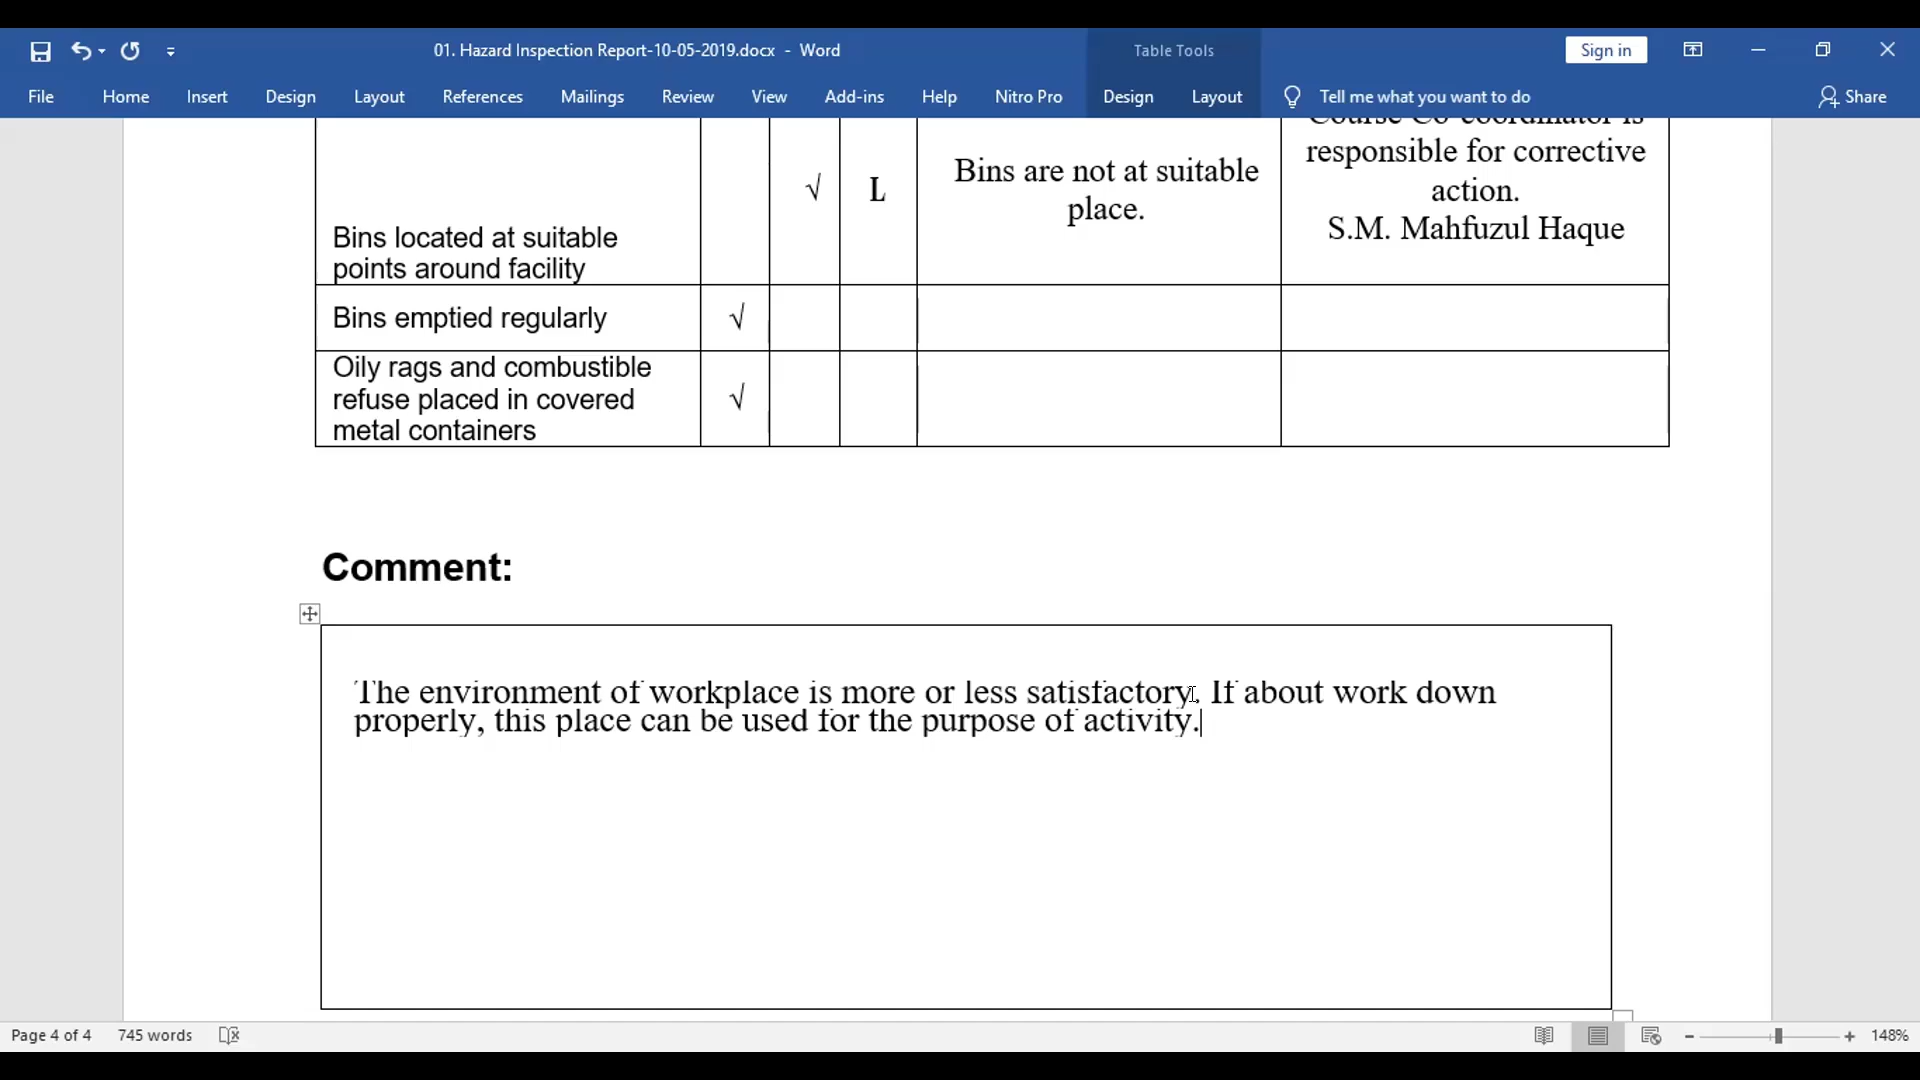 01. Hazard Inspection Report-10-05-2019.docx - Word
Table Tools
Sign in
File
Home
Insert
Design
Layout
References
Mailings
Review
View
Add-ins
Help
Nitro Pro
Design
Layout
Tell me what you want to do
Share
Bins located at suitable
points around facility
√
L
Bins are not at suitable
place.
Course Co-coordinator is
responsible for corrective
action.
S.M. Mahfuzul Haque
Bins emptied regularly
√
Oily rags and combustible
refuse placed in covered
metal containers
√
Comment:
The environment of workplace is more or less satisfactory. If about work down
properly, this place can be used for the purpose of activity.
Page 4 of 4
745 words
148%